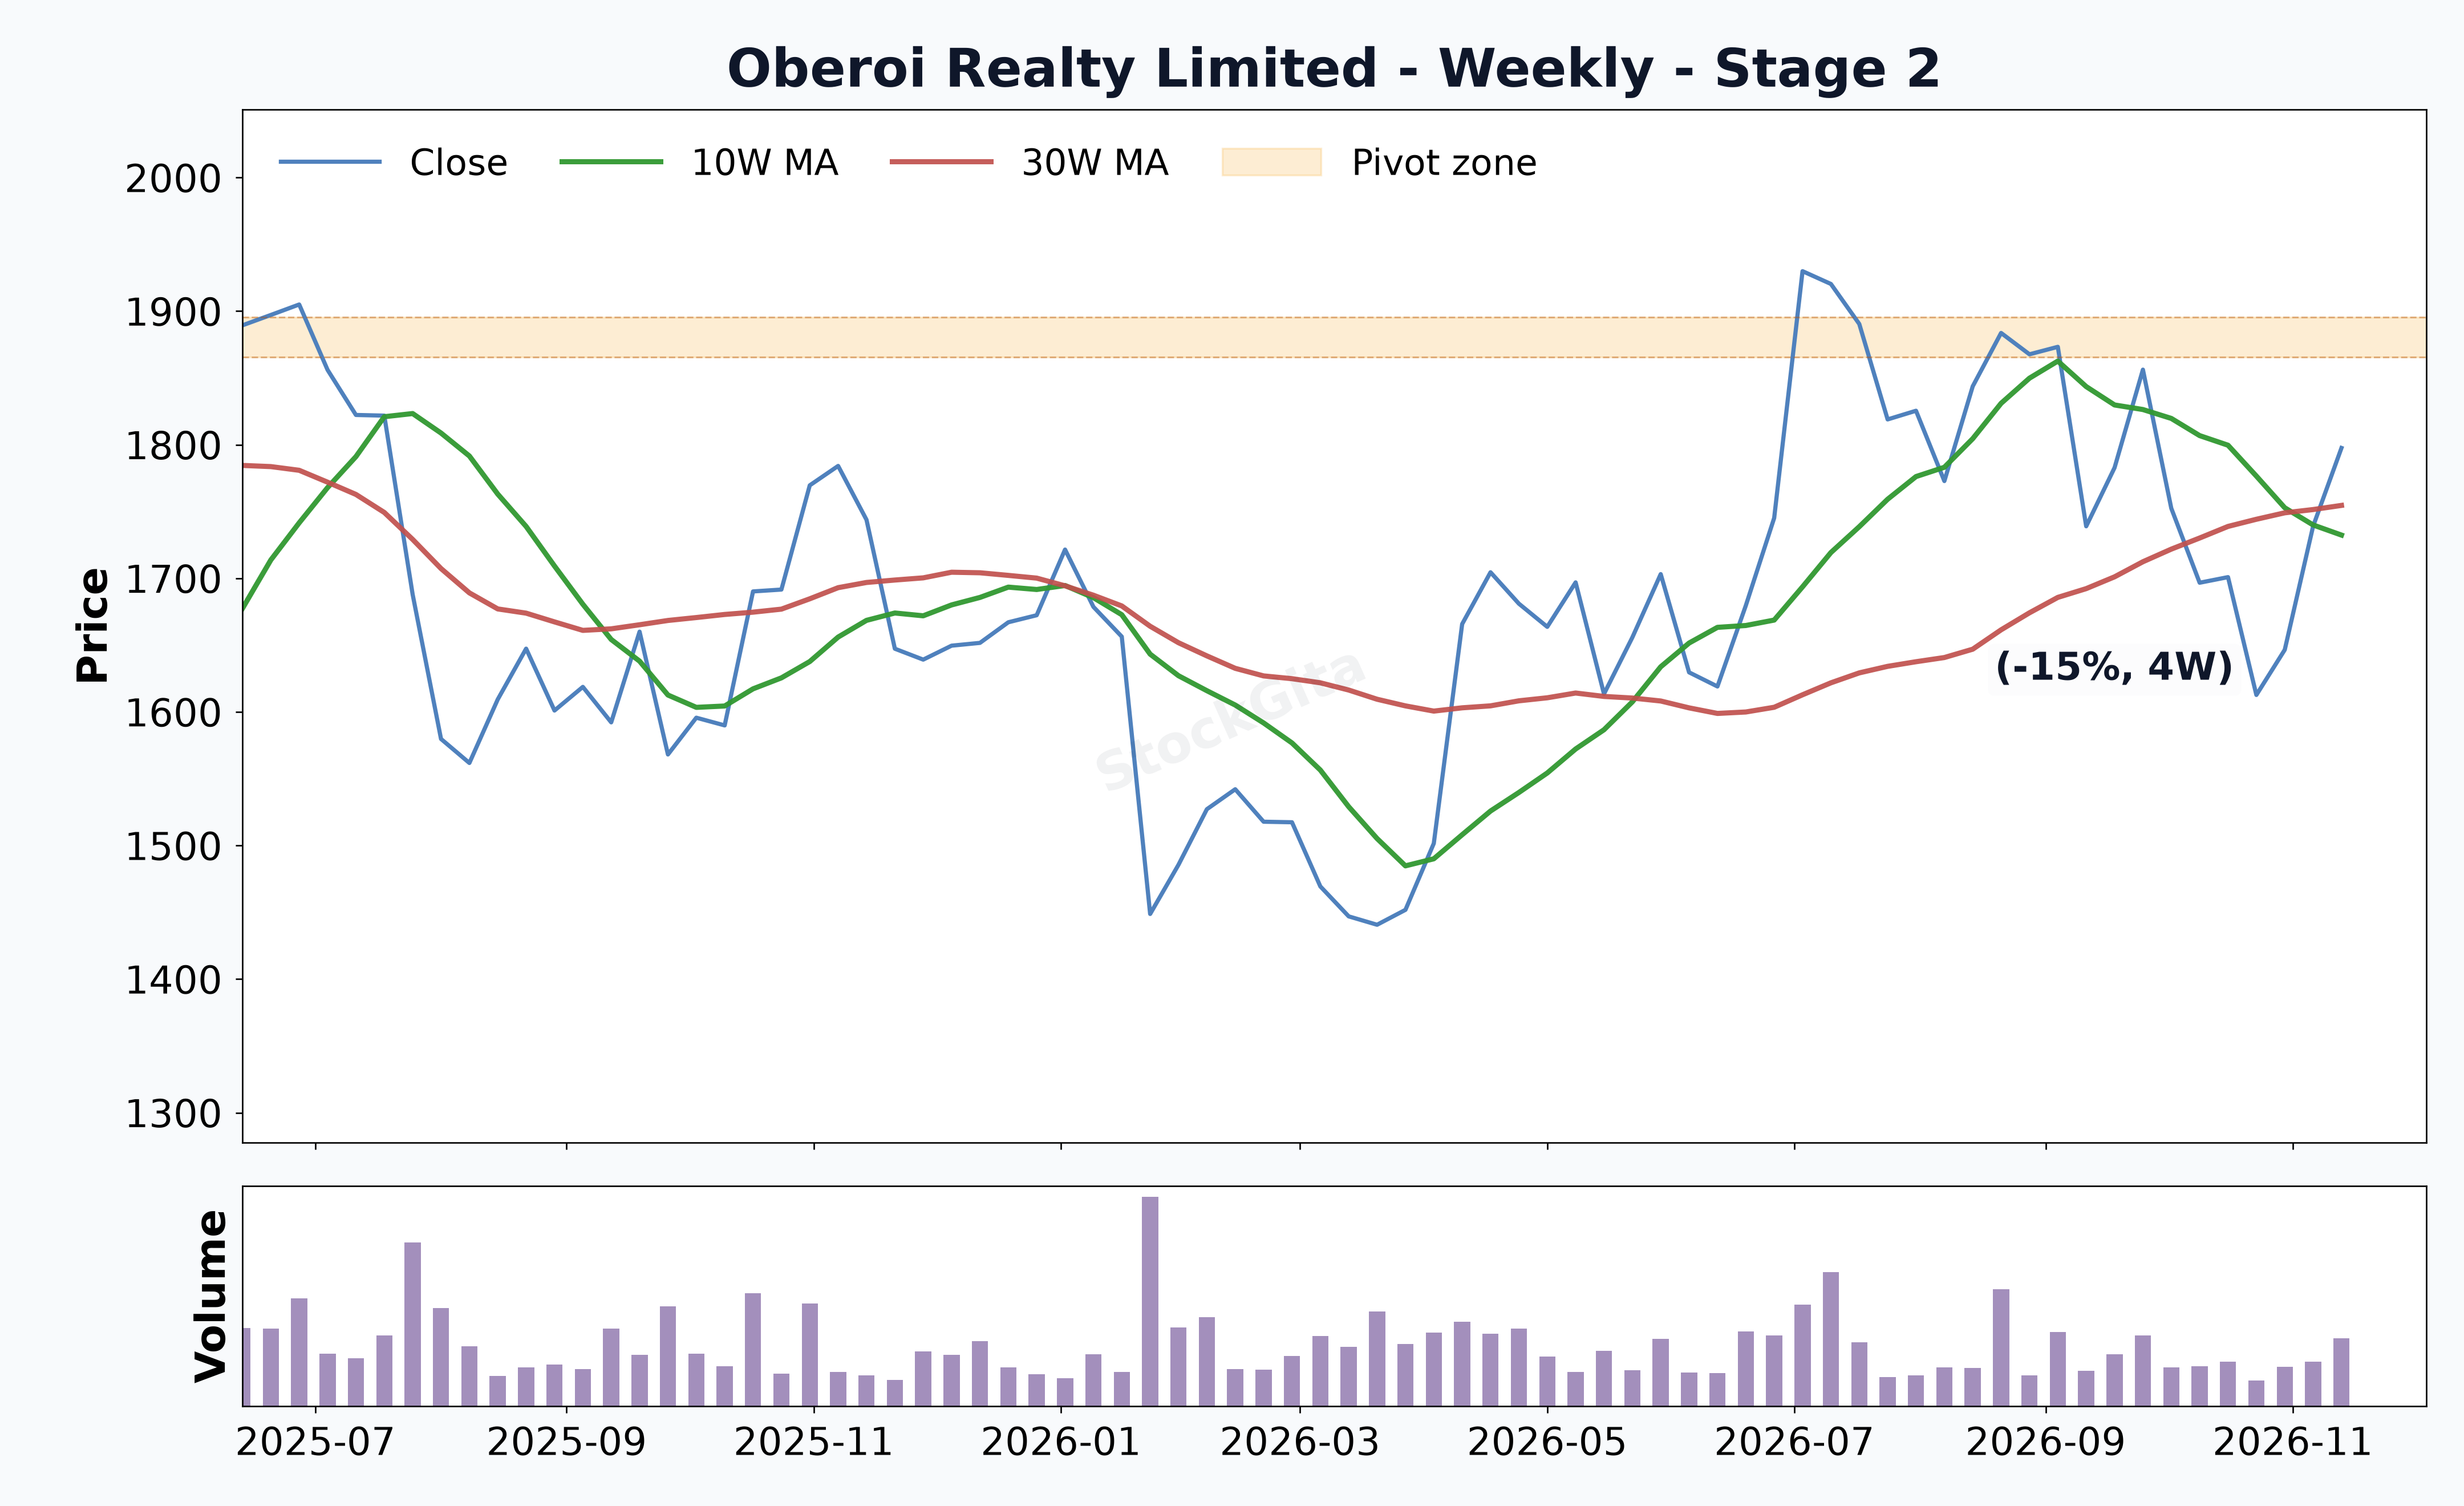 Oberoi Realty Limited - Weekly - Stage 2
Close 10W MA 30W MA Pivot zone
Price
2000
1900
1800
1700
1600
1500
1400
1300
(-15%, 4W)
StockGita
Volume
2025-07 2025-09 2025-11 2026-01 2026-03 2026-05 2026-07 2026-09 2026-11